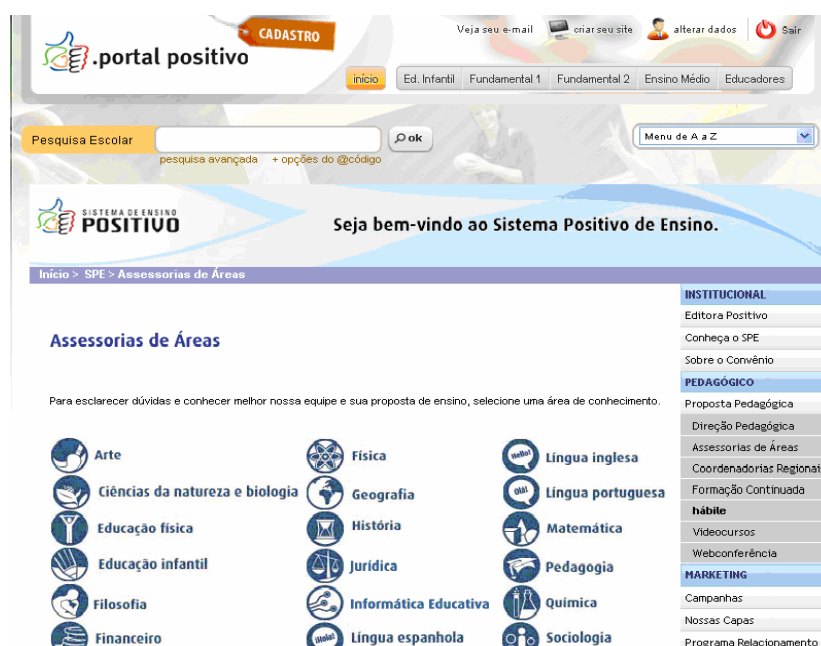 CADASTRO
Veja seu e-mail criar seu site alterar dados Sair
.portal positivo
início Ed. Infantil Fundamental 1 Fundamental 2 Ensino Médio Educadores
Pesquisa Escolar ok Menu de A a Z
pesquisa avançada + opções do @código
SISTEMA DE ENSINO
POSITIVO
Seja bem-vindo ao Sistema Positivo de Ensino.
Início > SPE > Assessorias de Áreas
Assessorias de Áreas
Para esclarecer dúvidas e conhecer melhor nossa equipe e sua proposta de ensino, selecione uma área de conhecimento.
Arte
Ciências da natureza e biologia
Educação física
Educação infantil
Filosofia
Financeiro
Física
Geografia
História
Jurídica
Informática Educativa
¡Hola!
Língua espanhola
Hello!
Língua inglesa
Olá!
Língua portuguesa
Matemática
Pedagogia
Química
Sociologia
INSTITUCIONAL
Editora Positivo
Conheça o SPE
Sobre o Convênio
PEDAGÓGICO
Proposta Pedagógica
Direção Pedagógica
Assessorias de Áreas
Coordenadorias Regionai
Formação Continuada
hábile
Videocursos
Webconferência
MARKETING
Campanhas
Nossas Capas
Programa Relacionamento